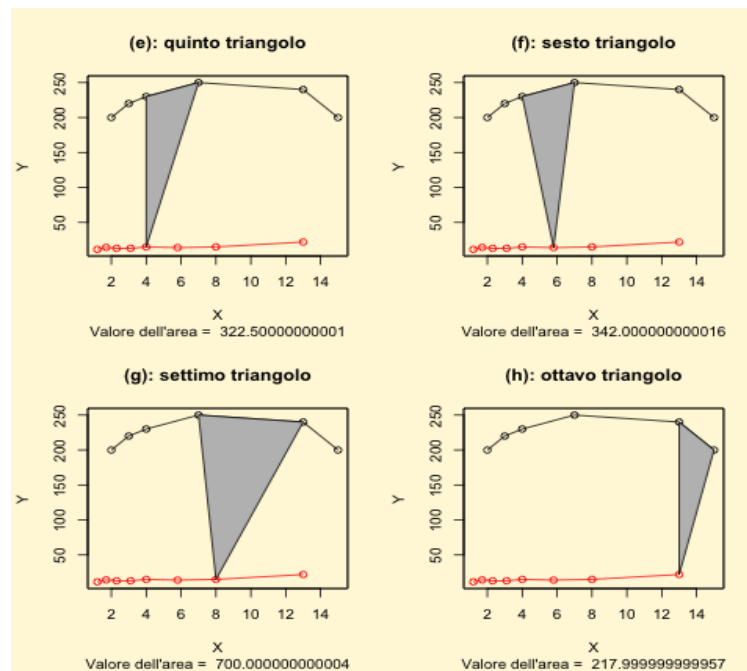 (e): quinto triangolo
(f): sesto triangolo
Y
250
200
150
100
50
2 4 6 8 10 12 14
X
Valore dell'area = 322.50000000001
Y
250
200
150
100
50
2 4 6 8 10 12 14
X
Valore dell'area = 342.000000000016
(g): settimo triangolo
(h): ottavo triangolo
Y
250
200
150
100
50
2 4 6 8 10 12 14
X
Valore dell'area = 700.000000000004
Y
250
200
150
100
50
2 4 6 8 10 12 14
X
Valore dell'area = 217.999999999957